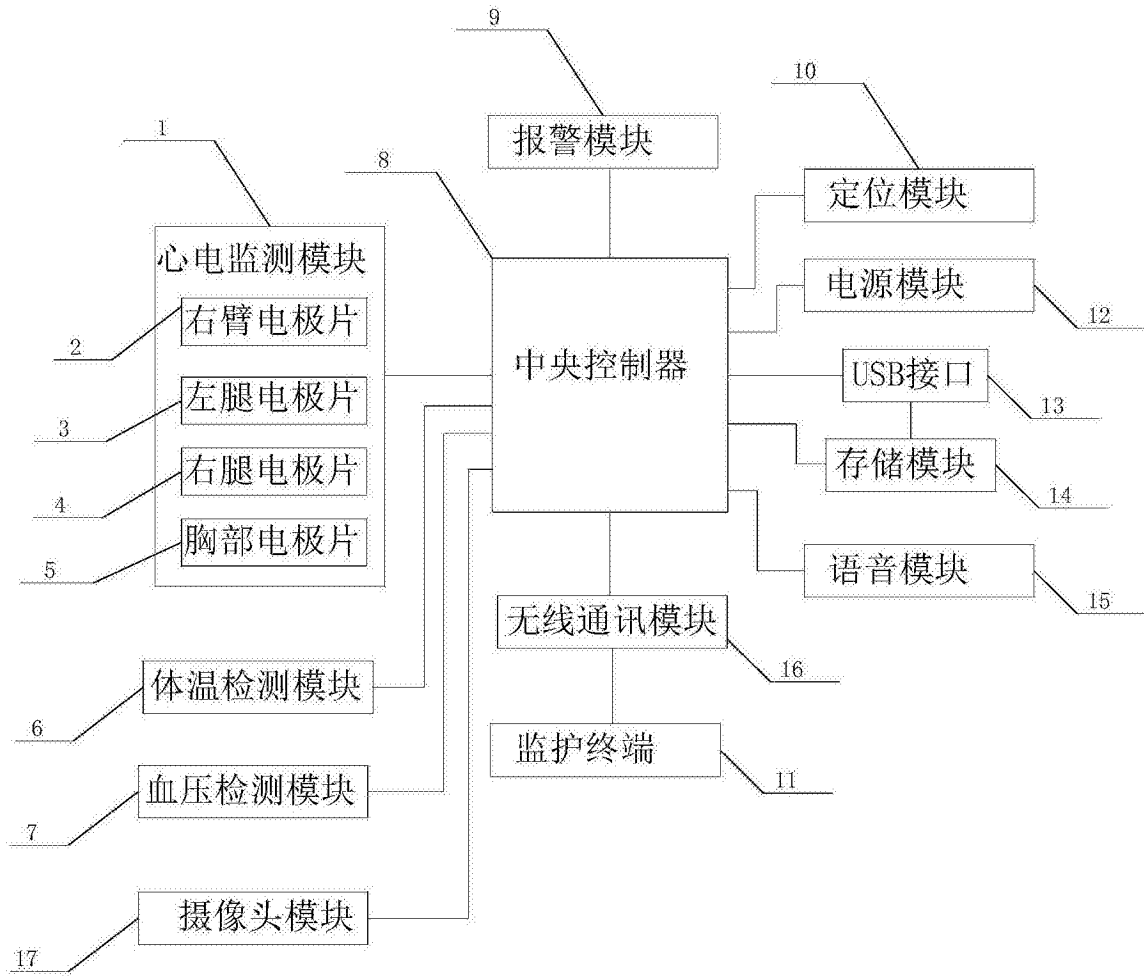 9
报警模块
10
定位模块
1
8
心电监测模块
右臂电极片
2
左腿电极片
3
右腿电极片
4
胸部电极片
5
中央控制器
电源模块
12
USB接口
13
存储模块
14
语音模块
15
无线通讯模块
16
体温检测模块
6
监护终端
11
血压检测模块
7
摄像头模块
17